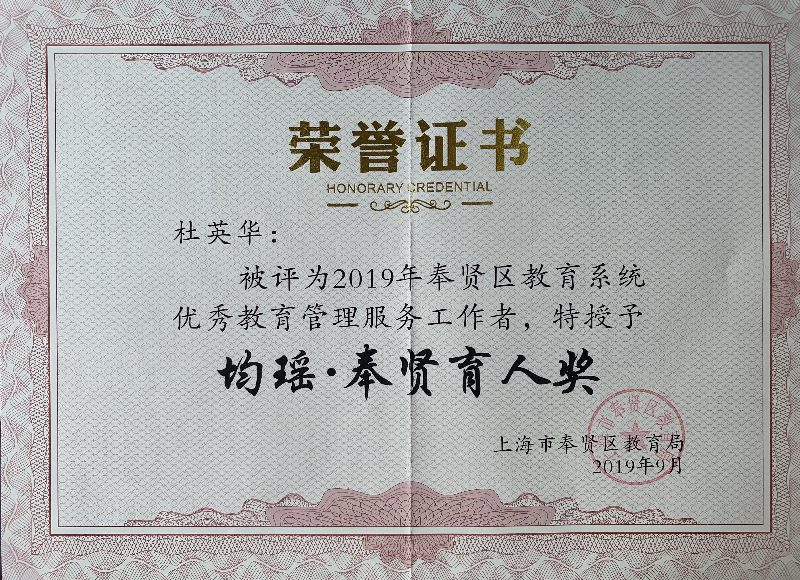 荣誉证书
HONORARY CREDENTIAL
杜英华：
被评为2019年奉贤区教育系统
优秀教育管理服务工作者，特授予
均瑶·奉贤育人奖
上海市奉贤区教育局
2019年9月